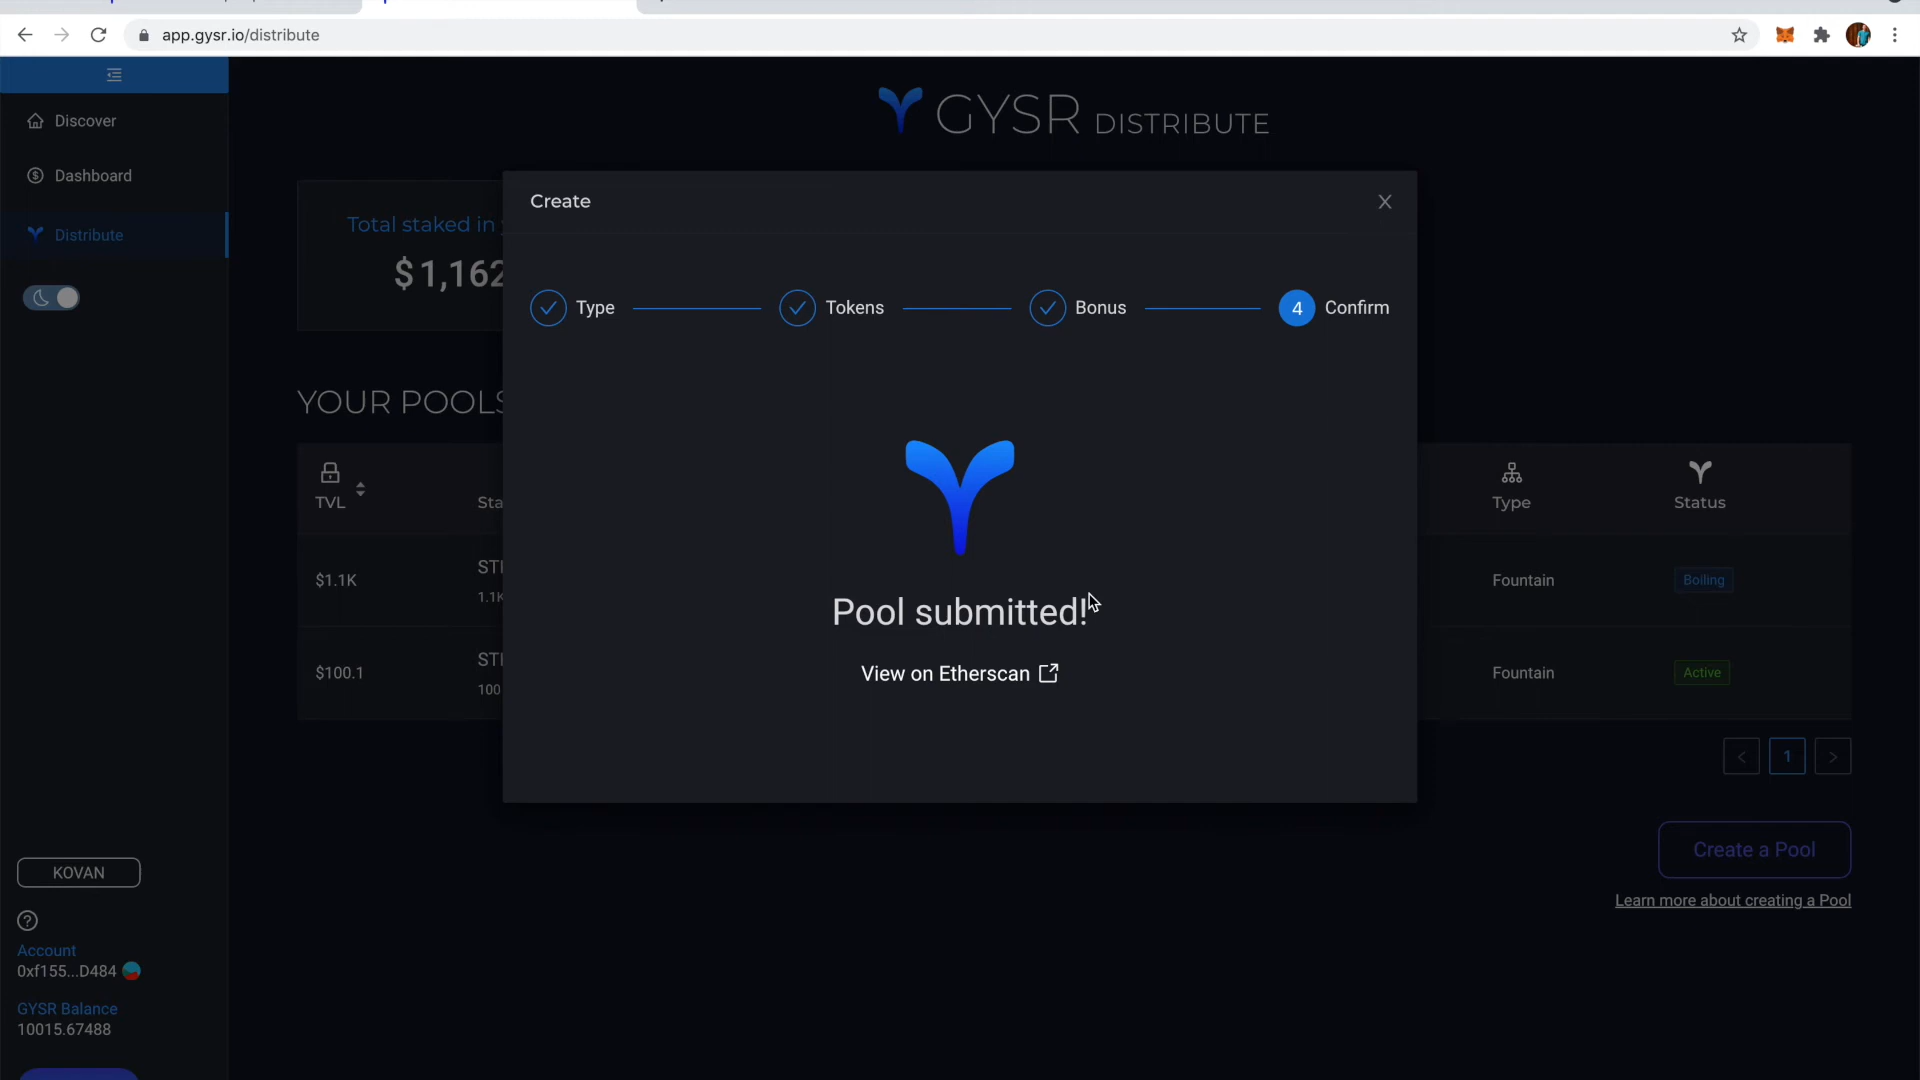 app.gysr.io/distribute
Discover
Dashboard
Distribute
GYSR DISTRIBUTE
Total staked in
$1,162
Create
X
Type
Tokens
Bonus
4
Confirm
YOUR POOLS
TVL
Sta
Type
Status
Pool submitted!
View on Etherscan
$1.1K
1.1K
Fountain
Boiling
$100.1
100
Fountain
Active
< 1 >
Create a Pool
Learn more about creating a Pool
KOVAN
?
Account
0xf155...D484
GYSR Balance
10015.67488